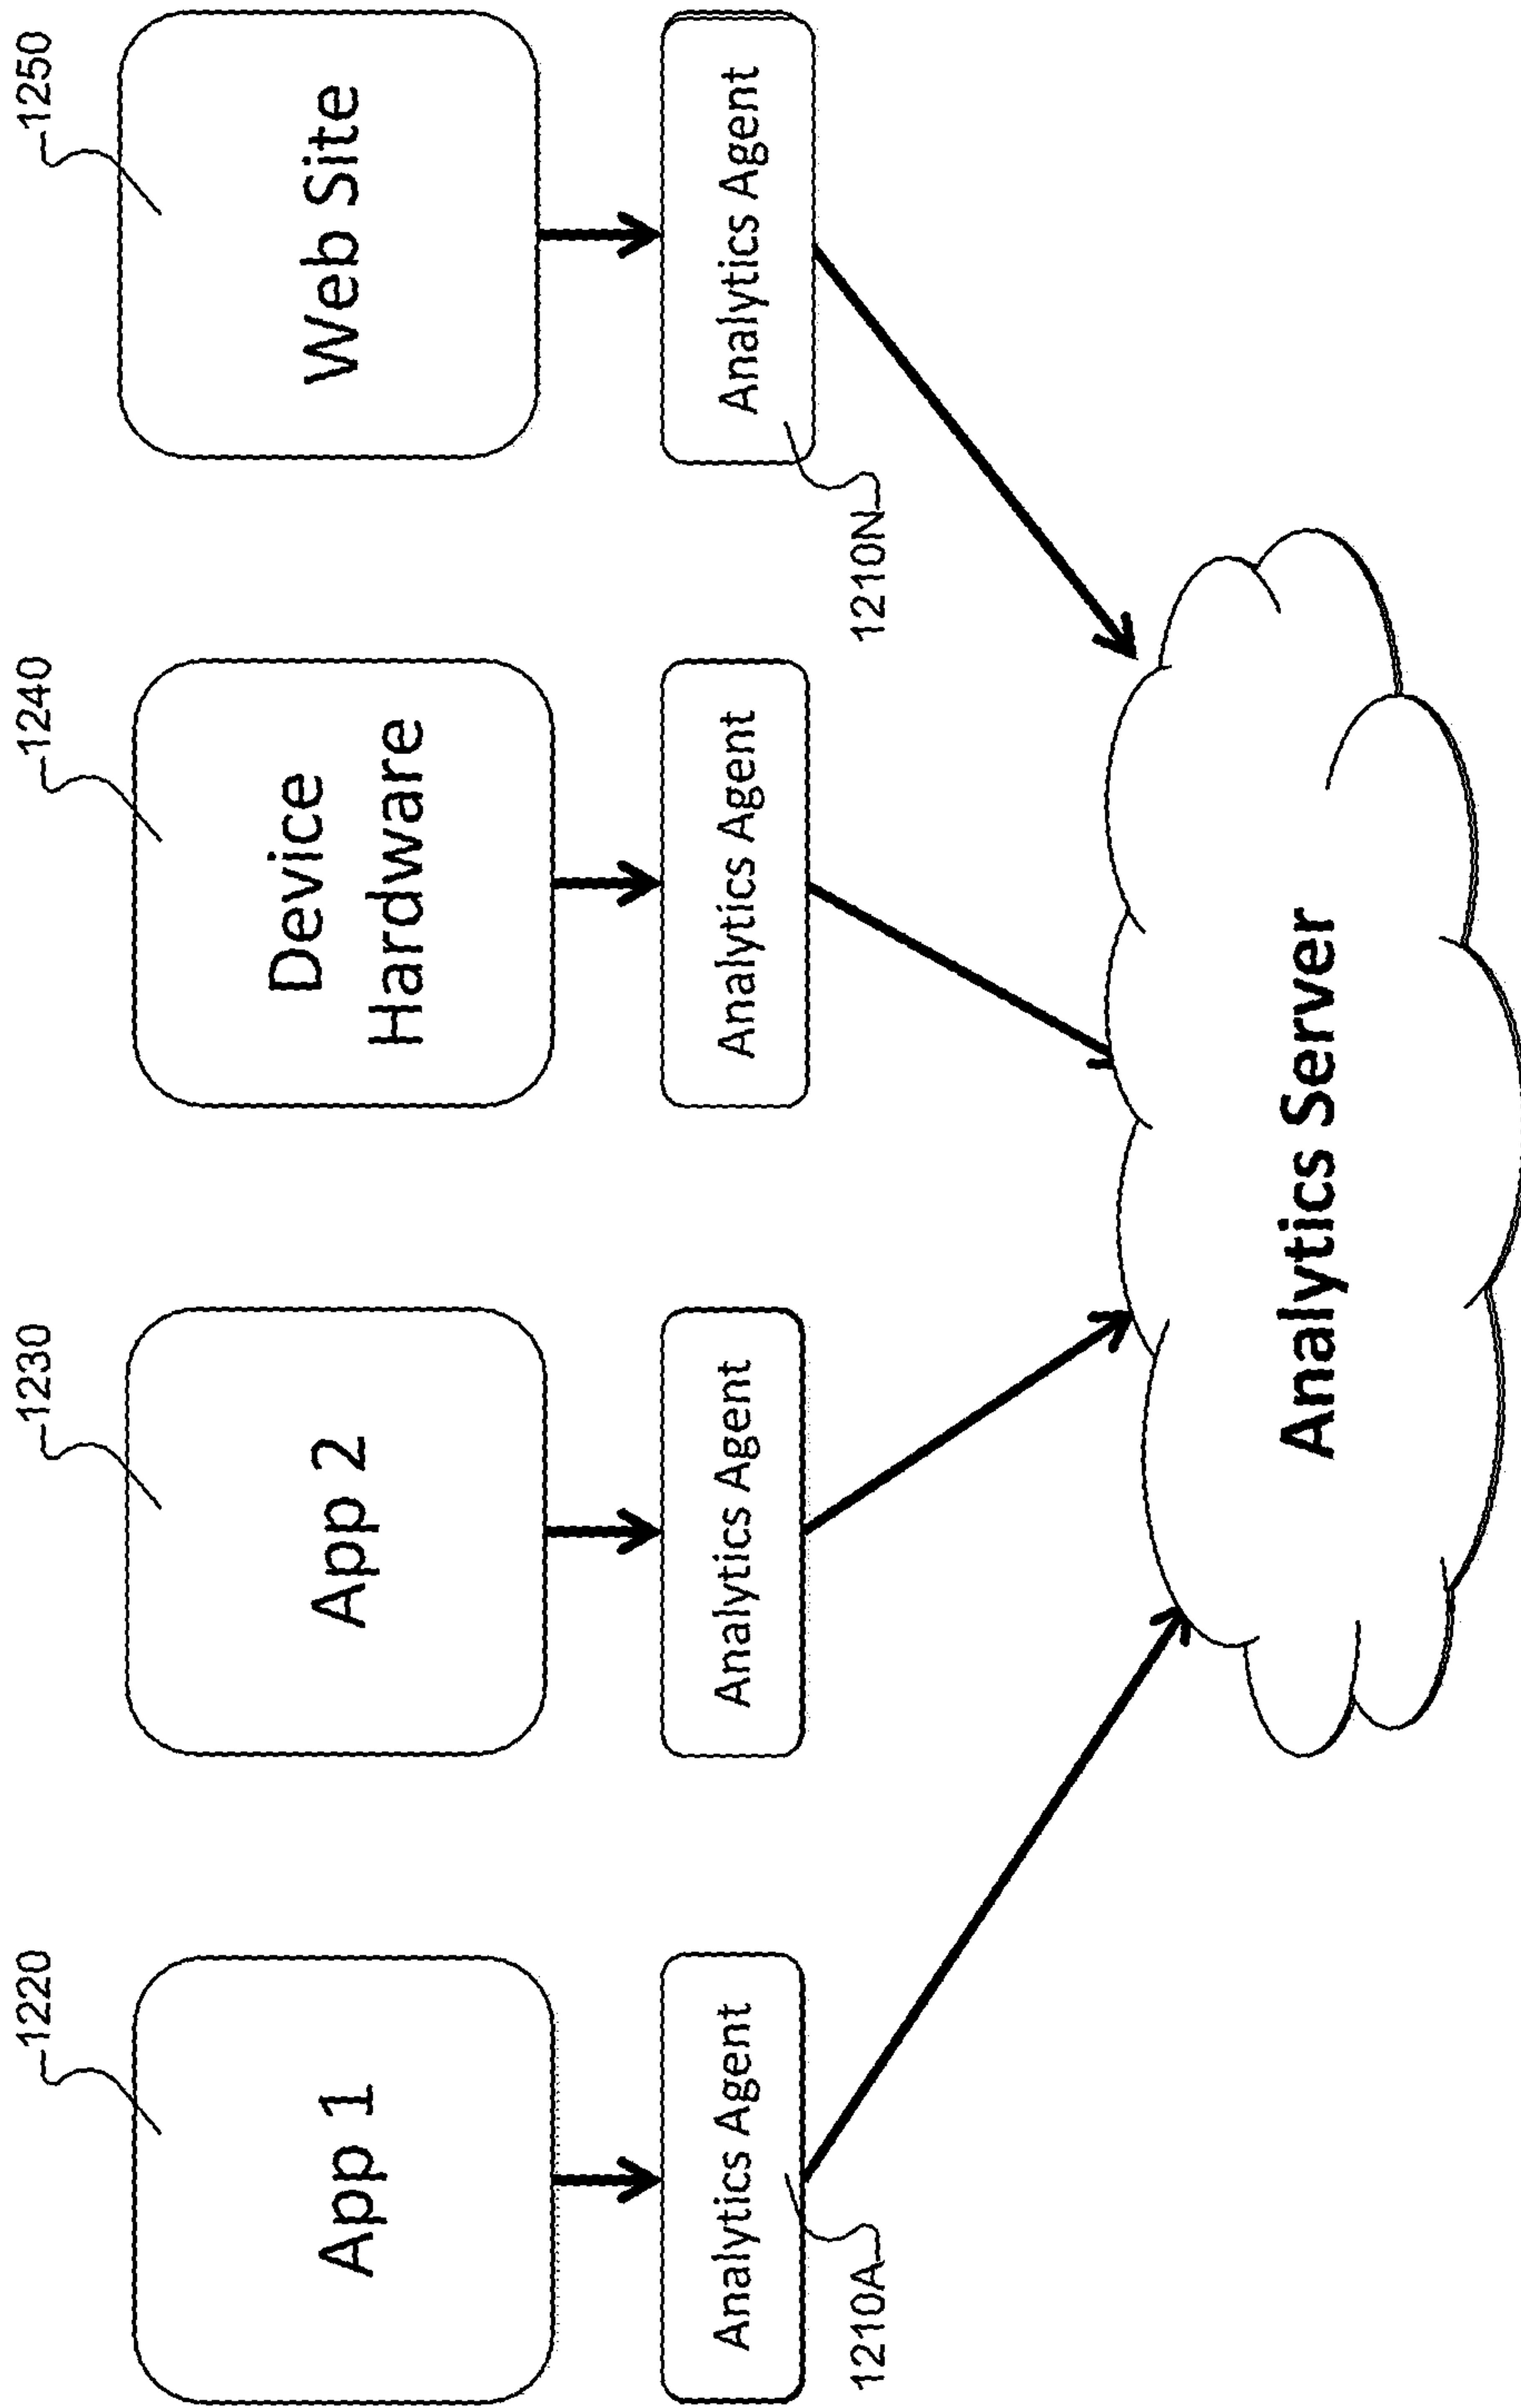 1220
1230
1240
1250
App 1
App 2
Device
Hardware
Web Site
Analytics Agent
Analytics Agent
Analytics Agent
Analytics Agent
1210A
1210N
Analytics Server